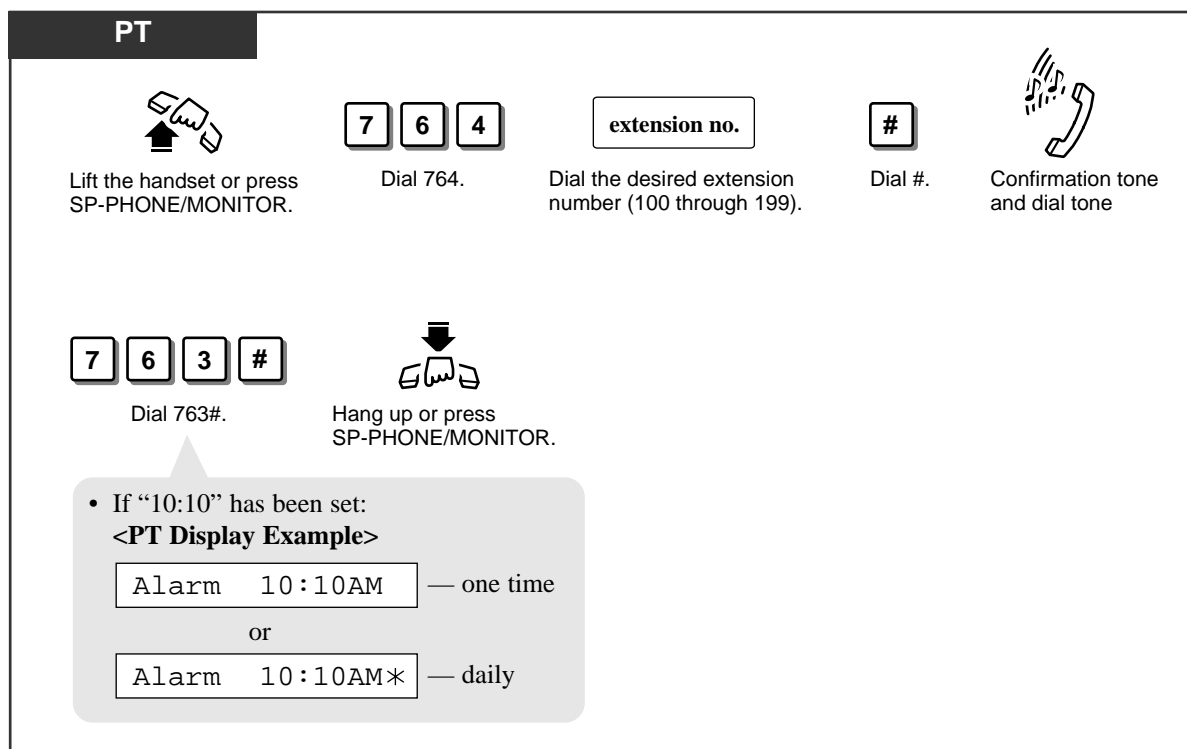 PT
7 6 4
extension no.
#
Lift the handset or press
SP-PHONE/MONITOR.
Dial 764.
Dial the desired extension
number (100 through 199).
Dial #.
Confirmation tone
and dial tone
7 6 3 #
Dial 763#.
Hang up or press
SP-PHONE/MONITOR.
• If “10:10” has been set:
<PT Display Example>
Alarm 10:10AM — one time
or
Alarm 10:10AM* — daily